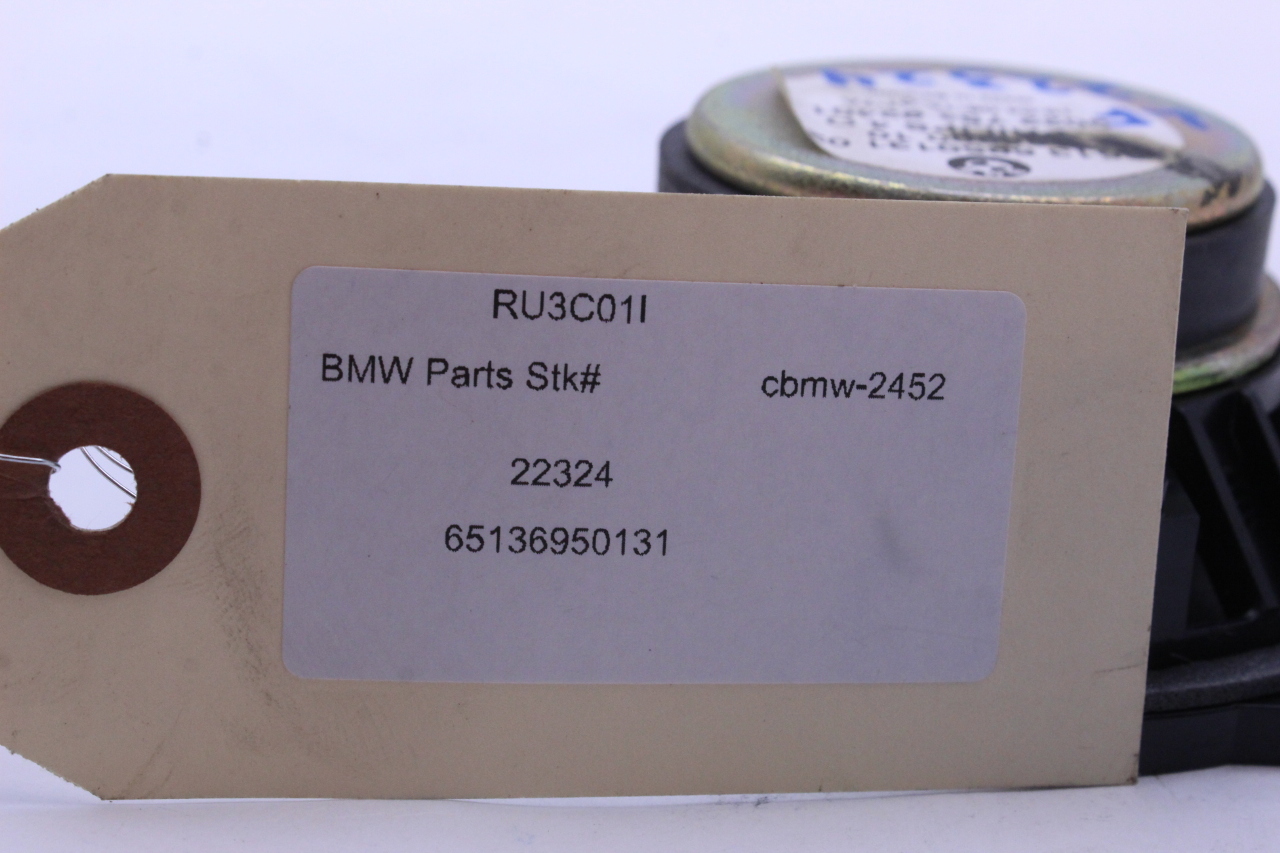 RU3C01I
BMW Parts Stk# cbmw-2452
22324
65136950131